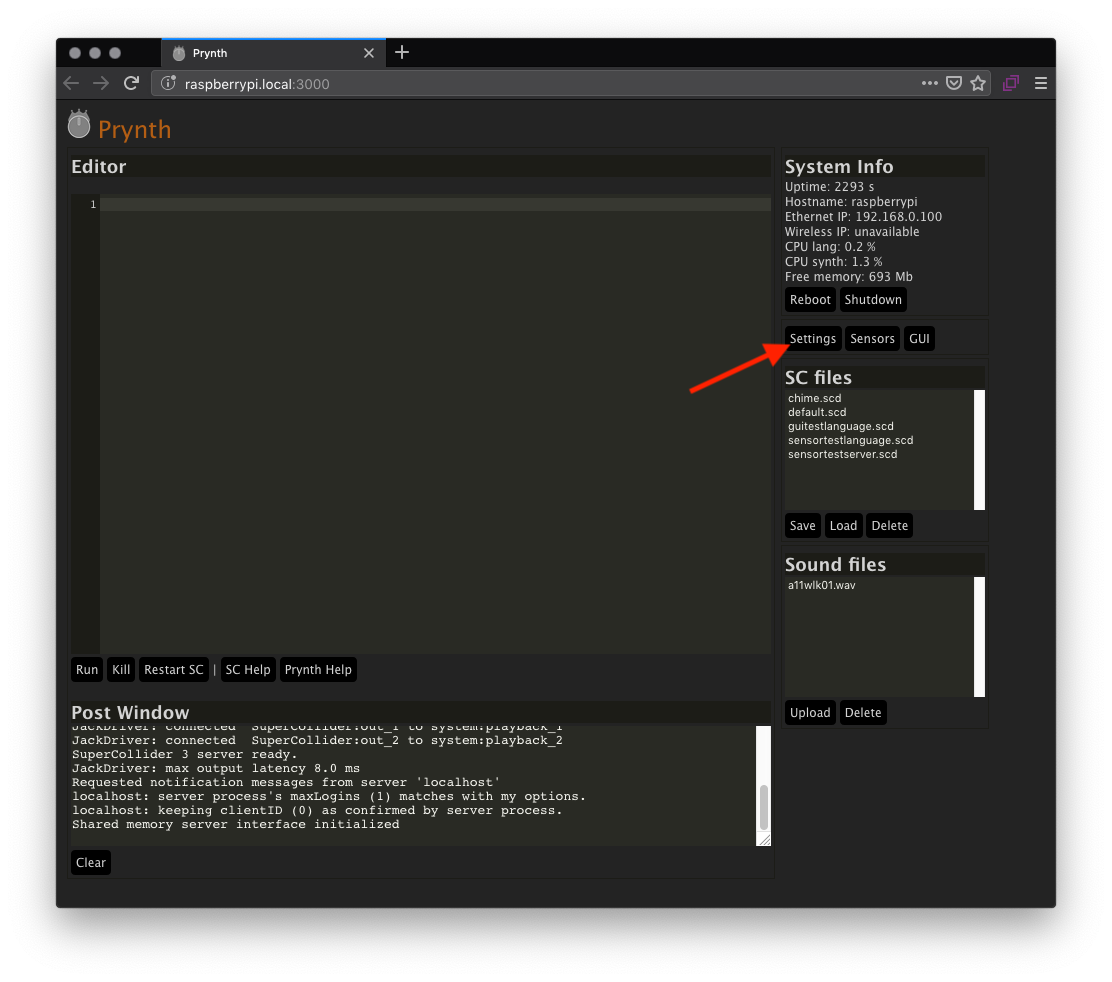 Prynth
raspberrypi.local:3000
Prynth
Editor
1
Run Kill Restart SC | SC Help Prynth Help
Post Window
JackDriver: connected  SuperCollider:out_1 to system:playback_1
JackDriver: connected  SuperCollider:out_2 to system:playback_2
SuperCollider 3 server ready.
JackDriver: max output latency 8.0 ms
Requested notification messages from server 'localhost'
localhost: server process's maxLogins (1) matches with my options.
localhost: keeping clientID (0) as confirmed by server process.
Shared memory server interface initialized
Clear
System Info
Uptime: 2293 s
Hostname: raspberrypi
Ethernet IP: 192.168.0.100
Wireless IP: unavailable
CPU lang: 0.2 %
CPU synth: 1.3 %
Free memory: 693 Mb
Reboot Shutdown
Settings Sensors GUI
SC files
chime.scd
default.scd
guitestlanguage.scd
sensortestlanguage.scd
sensortestserver.scd
Save Load Delete
Sound files
a11wlk01.wav
Upload Delete